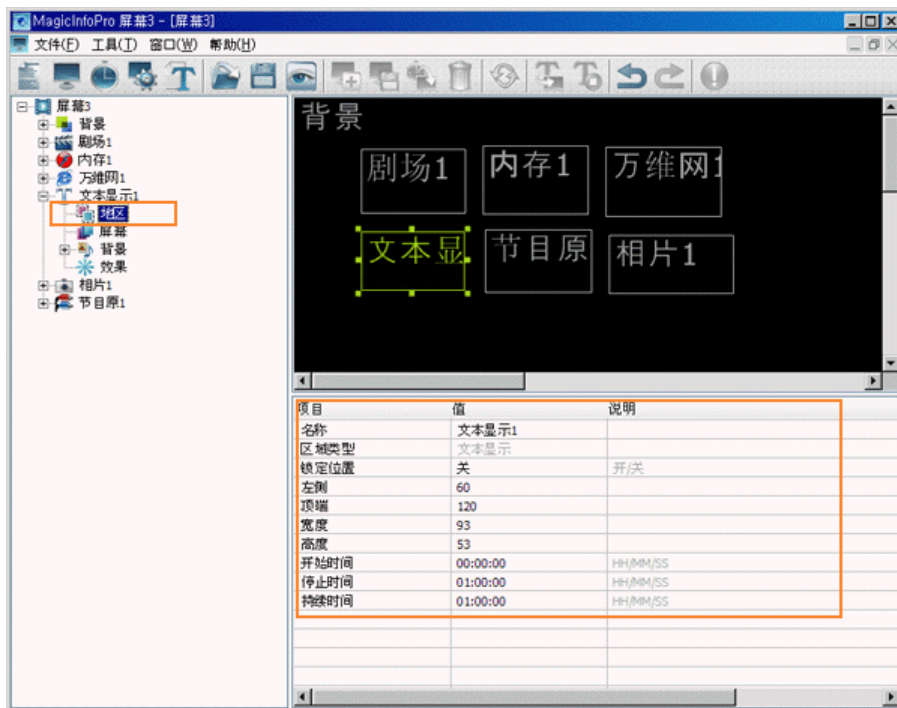 MagicInfoPro 屏幕3 - [屏幕3]
文件(F) 工具(T) 窗口(W) 帮助(H)
屏幕3
背景
剧场1
内存1
万维网1
文本显示1
地区
屏幕
背景
效果
相片1
节目原1
背景
剧场1 内存1 万维网1
文本显 节目原 相片1
项目 值 说明
名称 文本显示1
区域类型 文本显示
锁定位置 关 开/关
左侧 60
顶端 120
宽度 93
高度 53
开始时间 00:00:00 HH/MM/SS
停止时间 01:00:00 HH/MM/SS
持续时间 01:00:00 HH/MM/SS